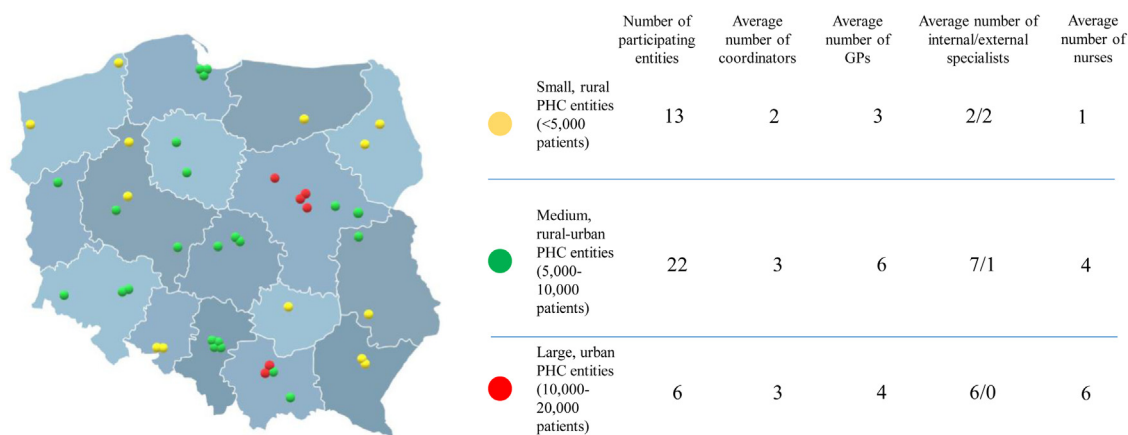 Number of
participating
entities
Average
number of
coordinators
Average
number of
GPs
Average number of
internal/external
specialists
Average
number of
nurses
Small, rural
PHC entities
(<5,000
patients)
13
2
3
2/2
1
Medium,
rural-urban
PHC entities
(5,000-
10,000
patients)
22
3
6
7/1
4
Large, urban
PHC entities
(10,000-
20,000
patients)
6
3
4
6/0
6